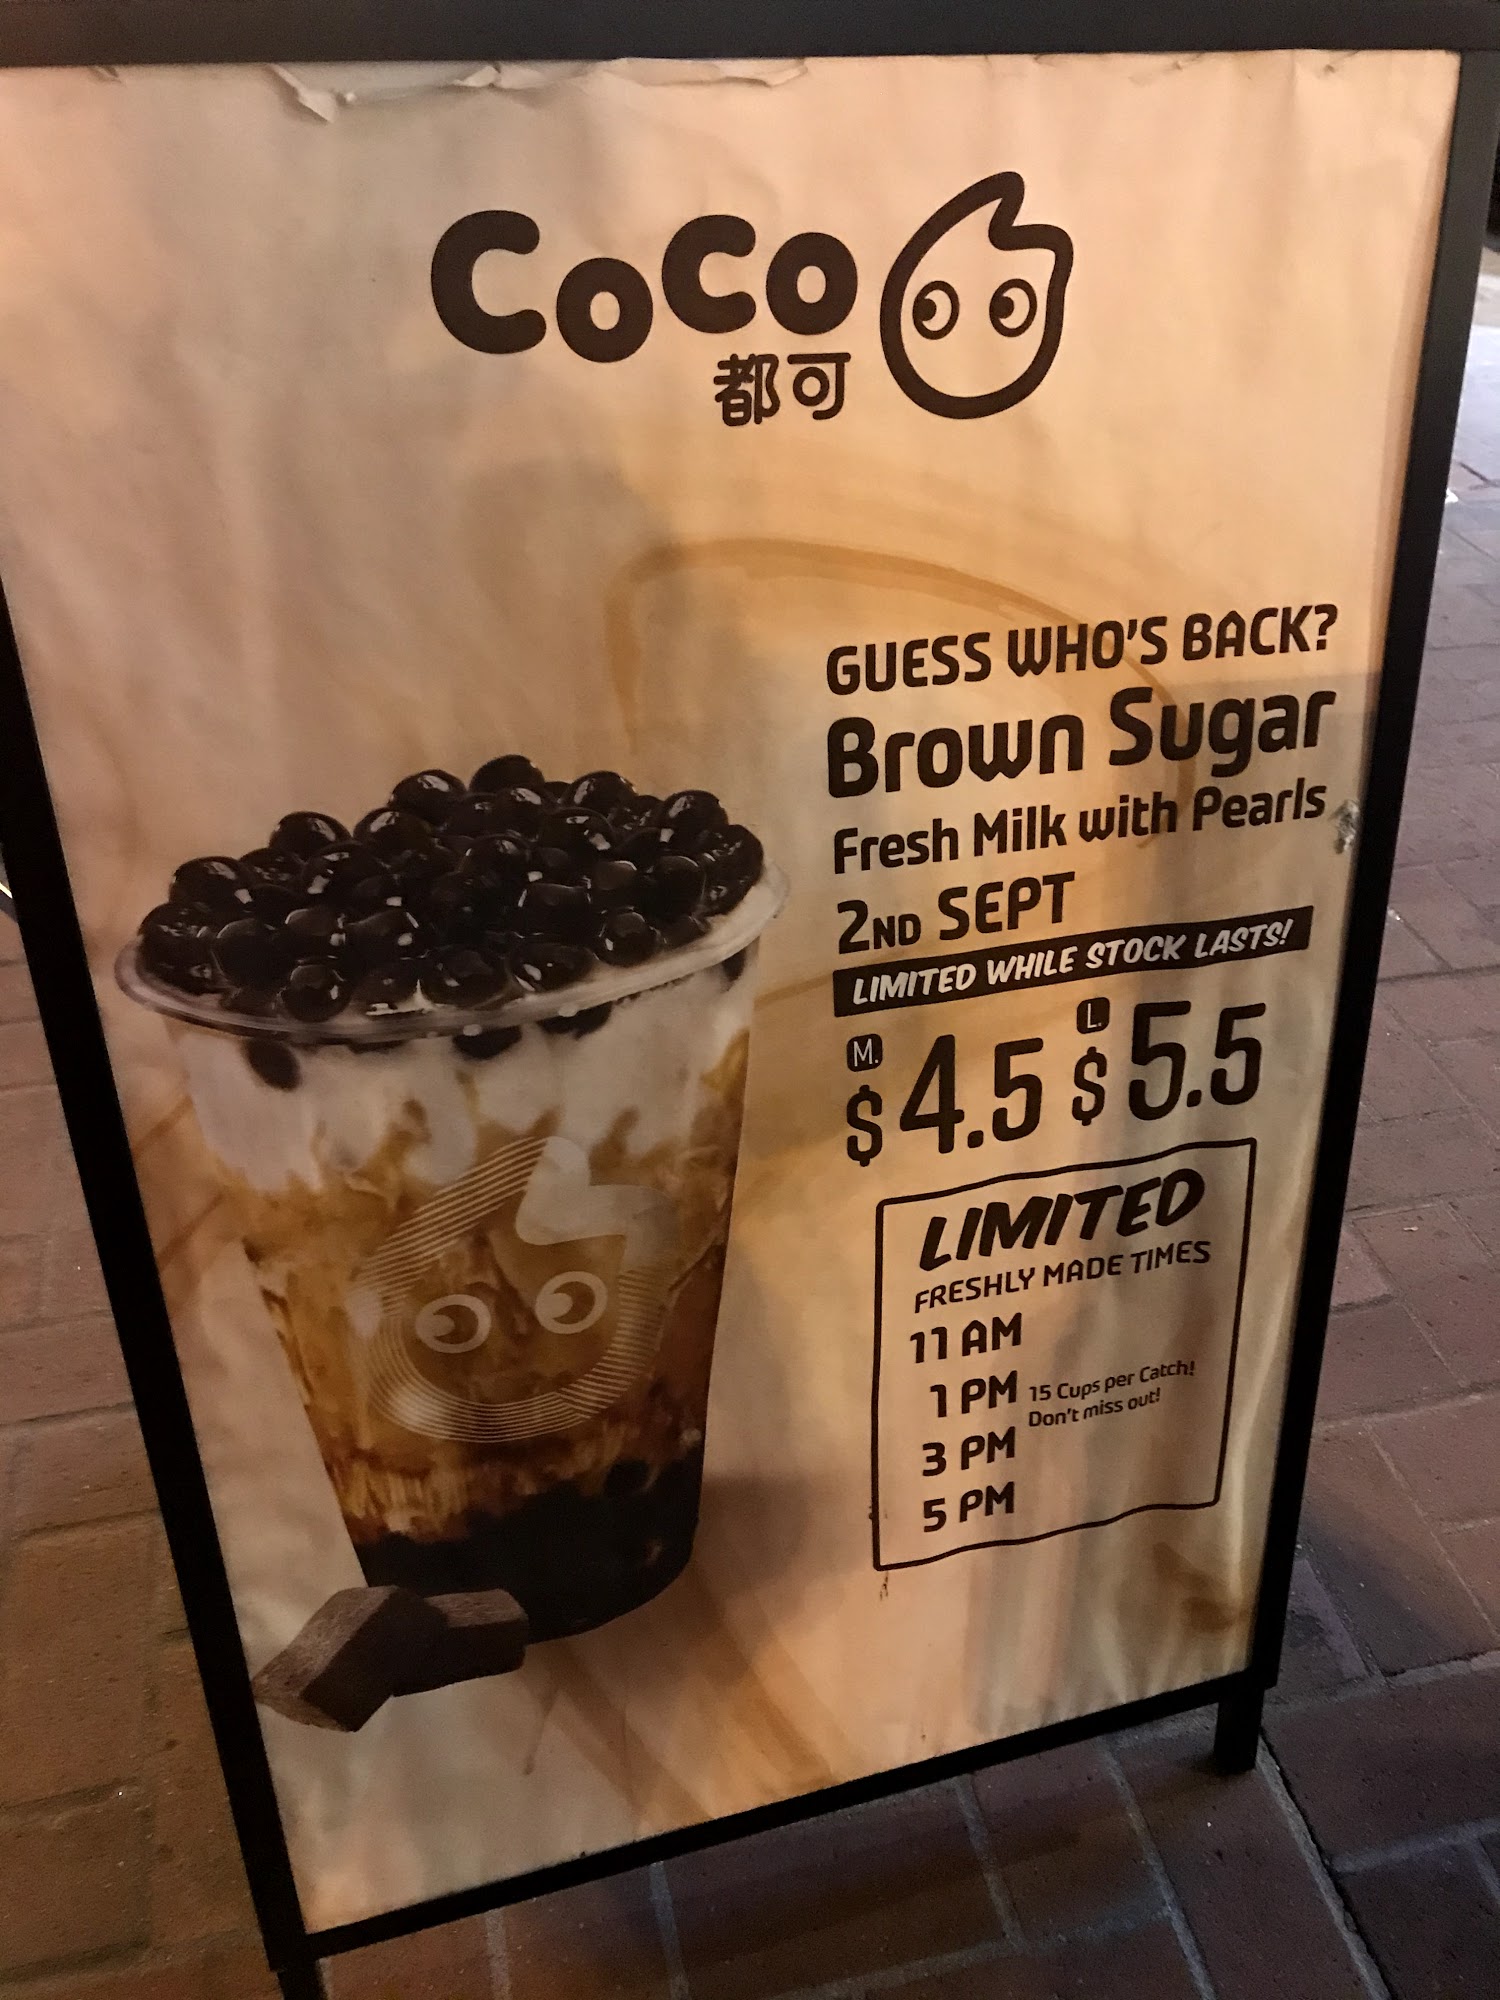 CoCo
都可
GUESS WHO'S BACK?
Brown Sugar
Fresh Milk with Pearls
2ND SEPT
LIMITED WHILE STOCK LASTS!
M. $4.5 L. $5.5
LIMITED
FRESHLY MADE TIMES
11 AM
1 PM
15 Cups per Catch!
Don't miss out!
3 PM
5 PM